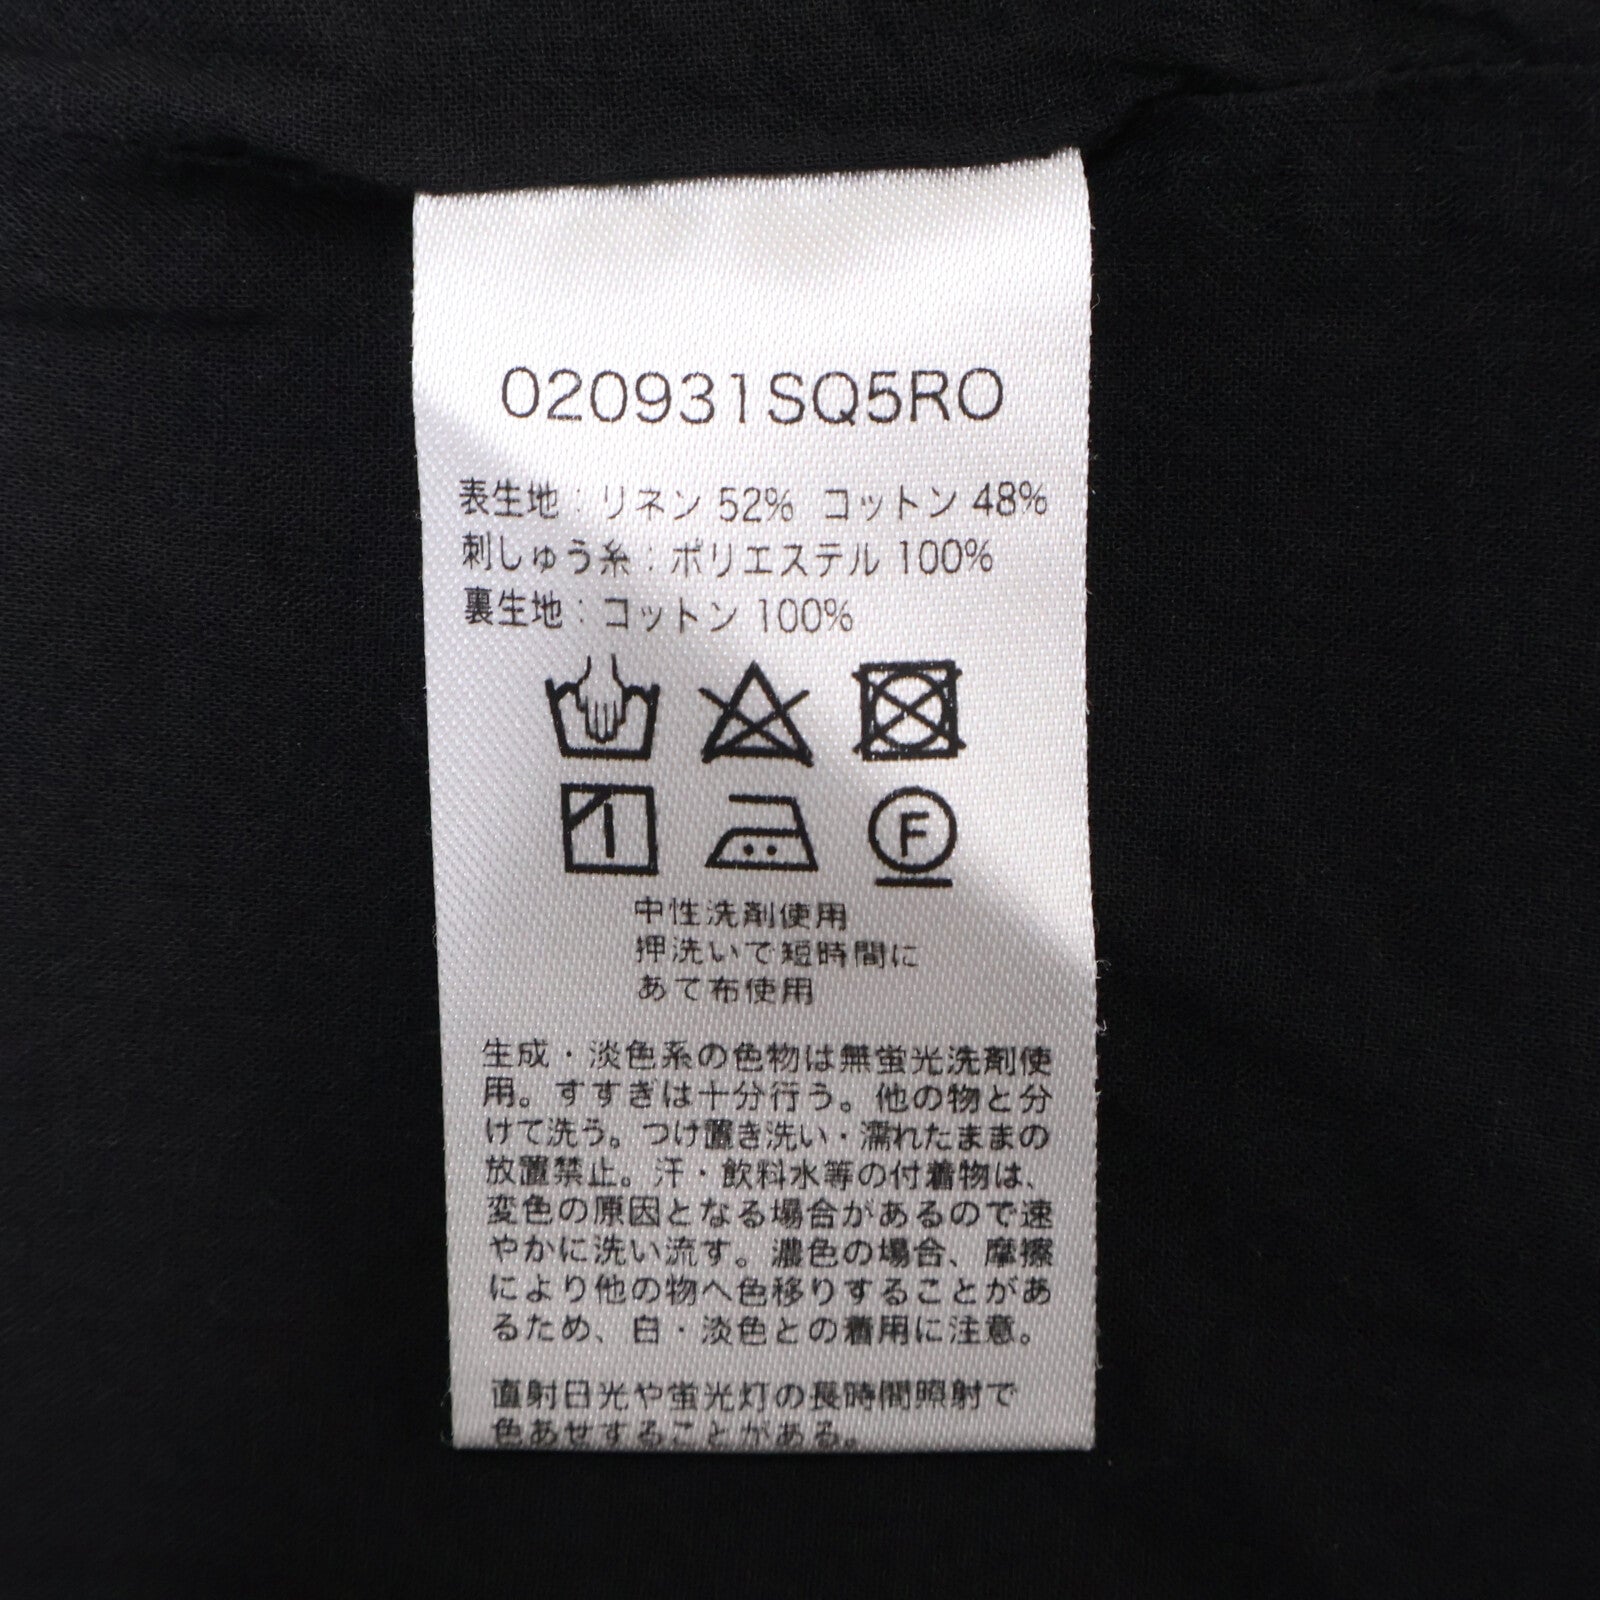 020931SQ5RO
表生地：リネン 52% コットン 48%
刺しゅう糸：ポリエステル 100%
裏生地：コットン 100%
F
中性洗剤使用
押洗いで短時間に
あて布使用
生成・淡色系の色物は無蛍光洗剤使
用。すすぎは十分行う。他の物と分
けて洗う。つけ置き洗い・濡れたままの
放置禁止。汗・飲料水等の付着物は、
変色の原因となる場合があるので速
やかに洗い流す。濃色の場合、摩擦
により他の物へ色移りすることがあ
るため、白・淡色との着用に注意。
直射日光や蛍光灯の長時間照射で
色あせすることがある。